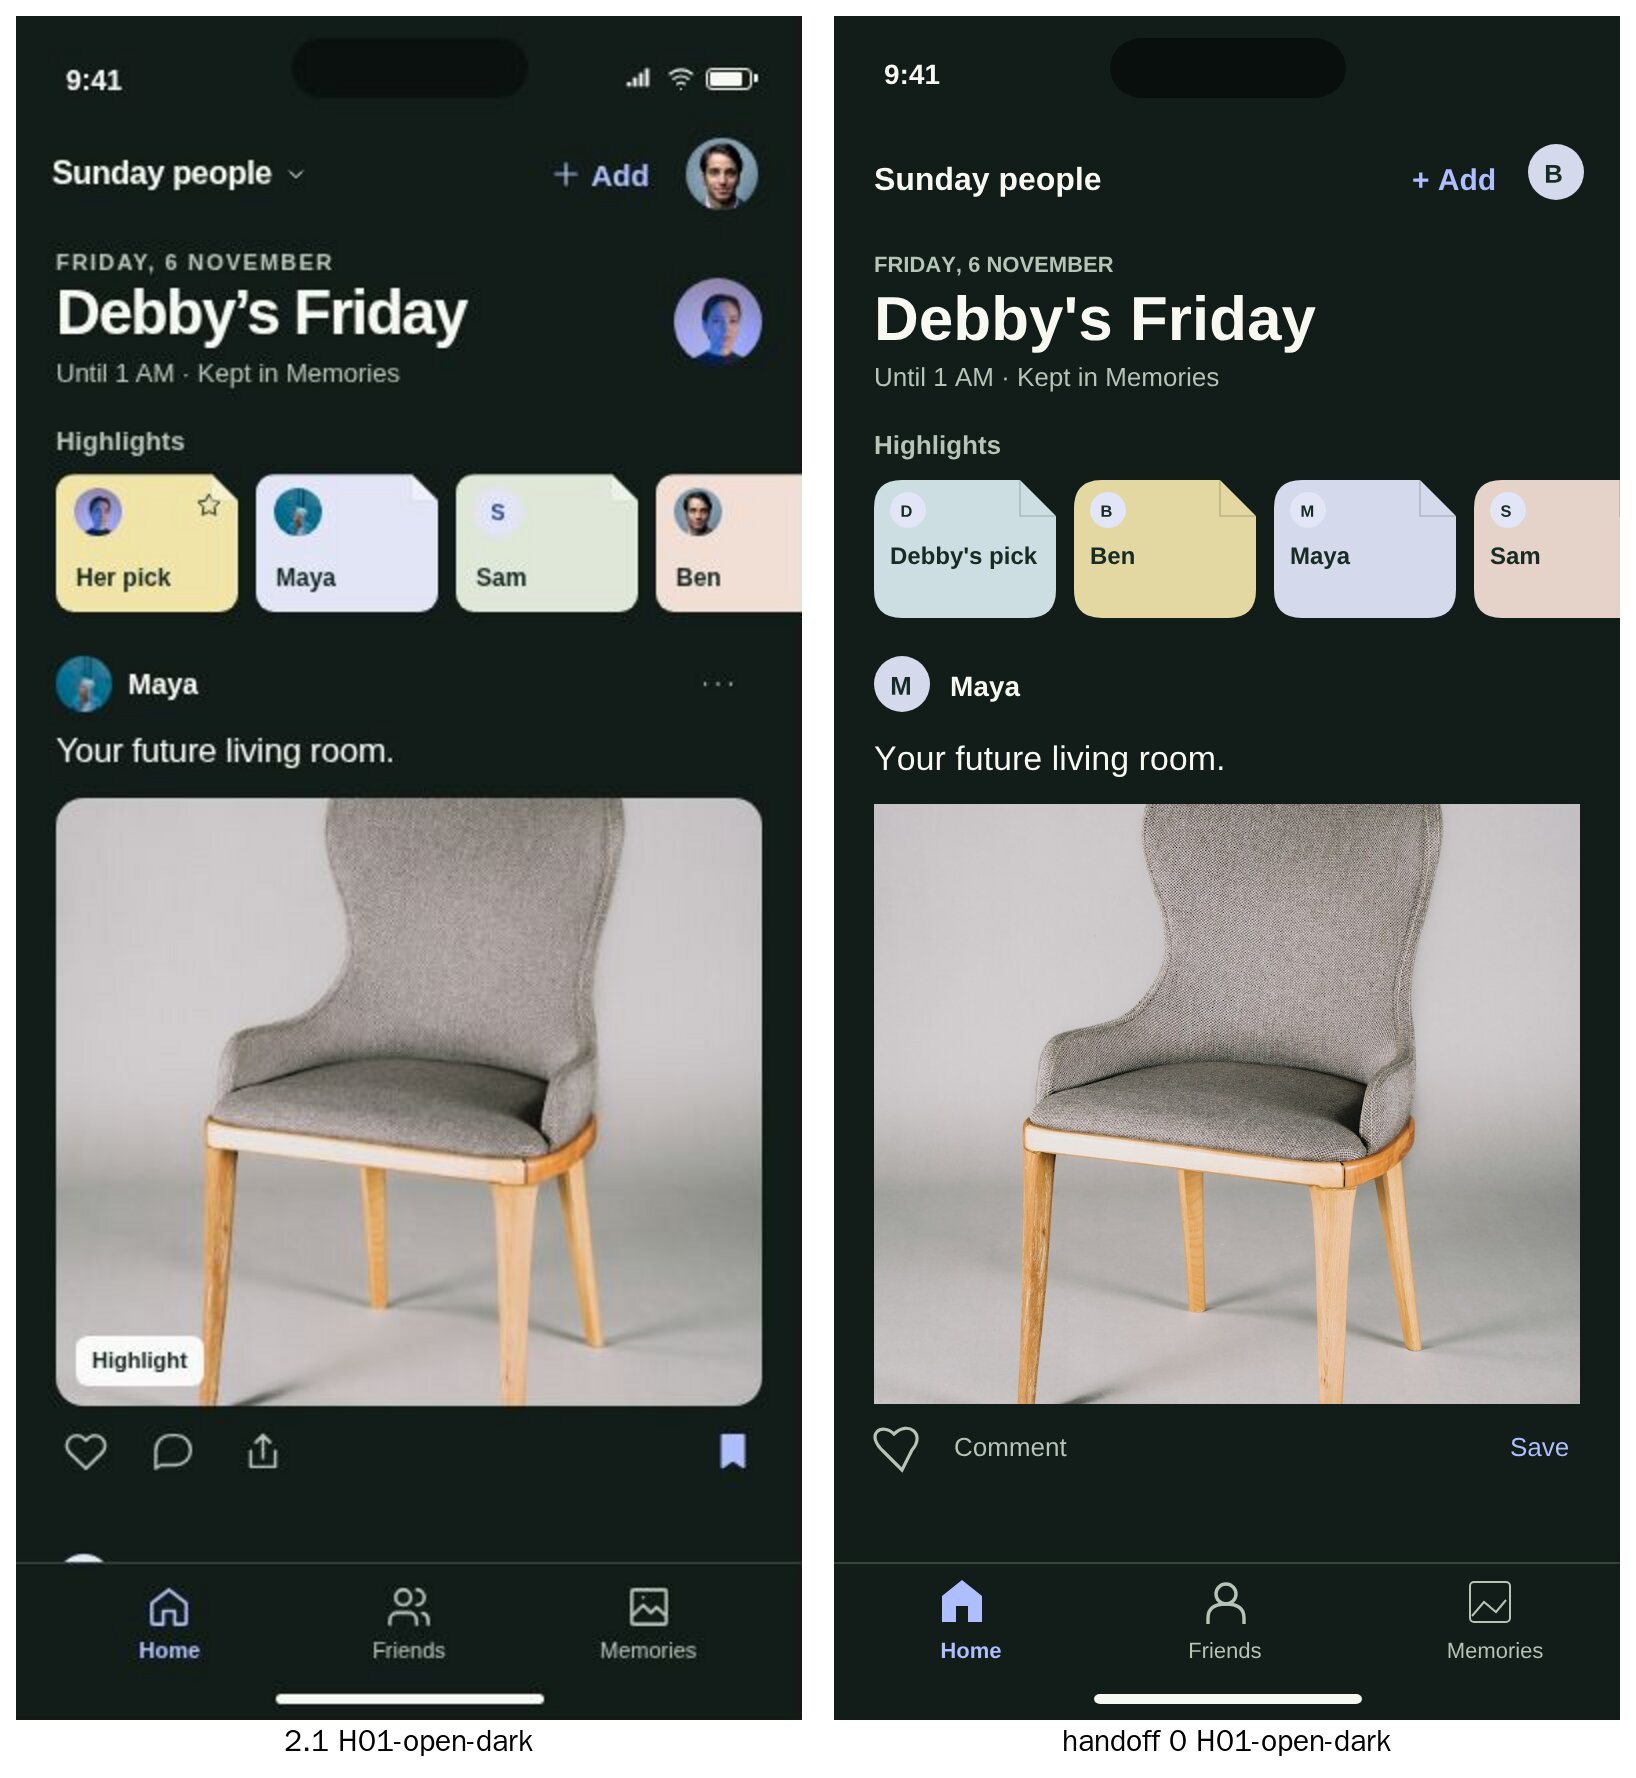 9:41
Sunday people
+ Add
FRIDAY, 6 NOVEMBER
Debby’s Friday
Until 1 AM · Kept in Memories
Highlights
S
Her pick
Maya
Sam
Ben
Maya
Your future living room.
Highlight
Home
Friends
Memories
2.1 H01-open-dark
9:41
Sunday people
+ Add
B
FRIDAY, 6 NOVEMBER
Debby's Friday
Until 1 AM · Kept in Memories
Highlights
D
B
M
S
Debby's pick
Ben
Maya
Sam
M
Maya
Your future living room.
Comment
Save
Home
Friends
Memories
handoff 0 H01-open-dark